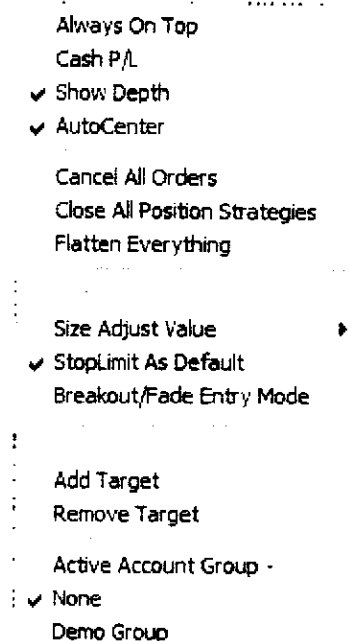 Always On Top
Cash P/L
Show Depth
AutoCenter
Cancel All Orders
Close All Position Strategies
Flatten Everything
Size Adjust Value
StopLimit As Default
Breakout/Fade Entry Mode
Add Target
Remove Target
Active Account Group -
None
Demo Group